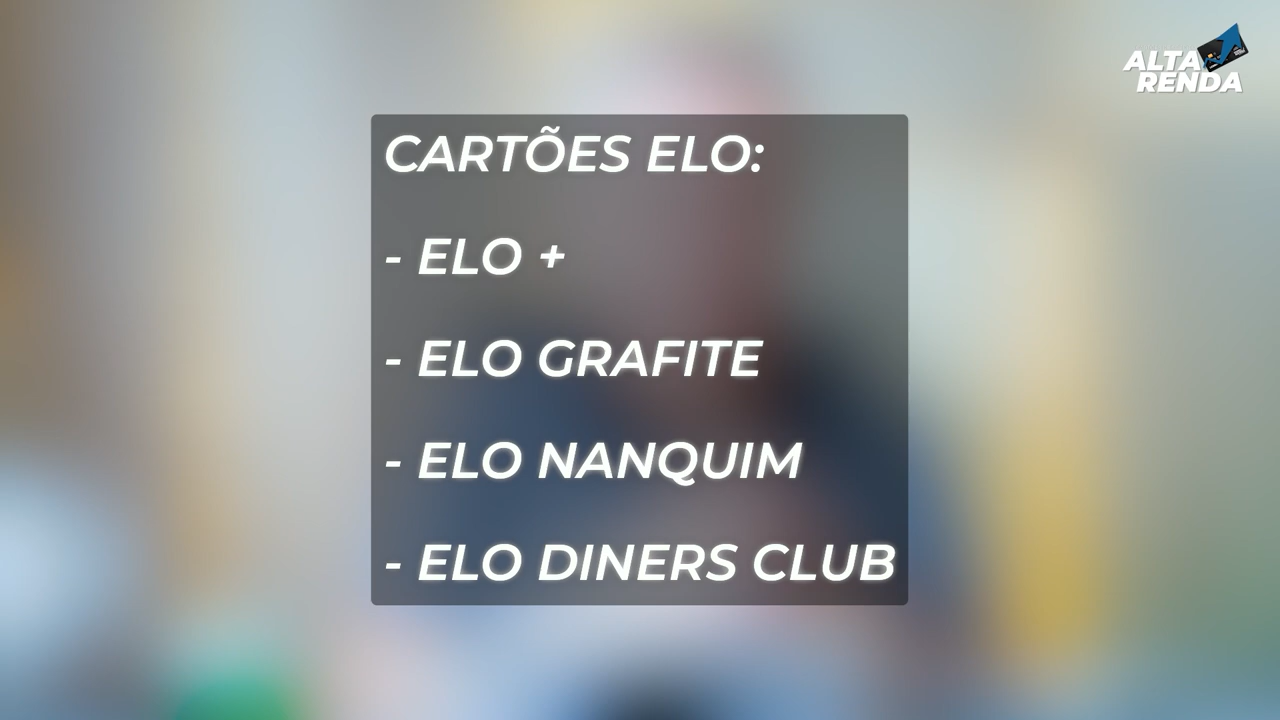 ALTA
RENDA
CARTÕES ELO:
- ELO +
- ELO GRAFITE
- ELO NANQUIM
- ELO DINERS CLUB